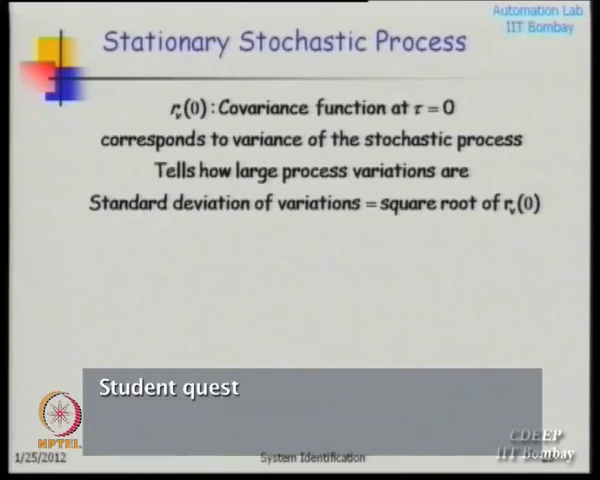 Automation Lab
IIT Bombay
Stationary Stochastic Process
rᵥ(0) : Covariance function at τ = 0
corresponds to variance of the stochastic process
Tells how large process variations are
Standard deviation of variations = square root of rᵥ(0)
Student quest
NPTEL
1/25/2012
System Identification
CDEEP
IIT Bombay